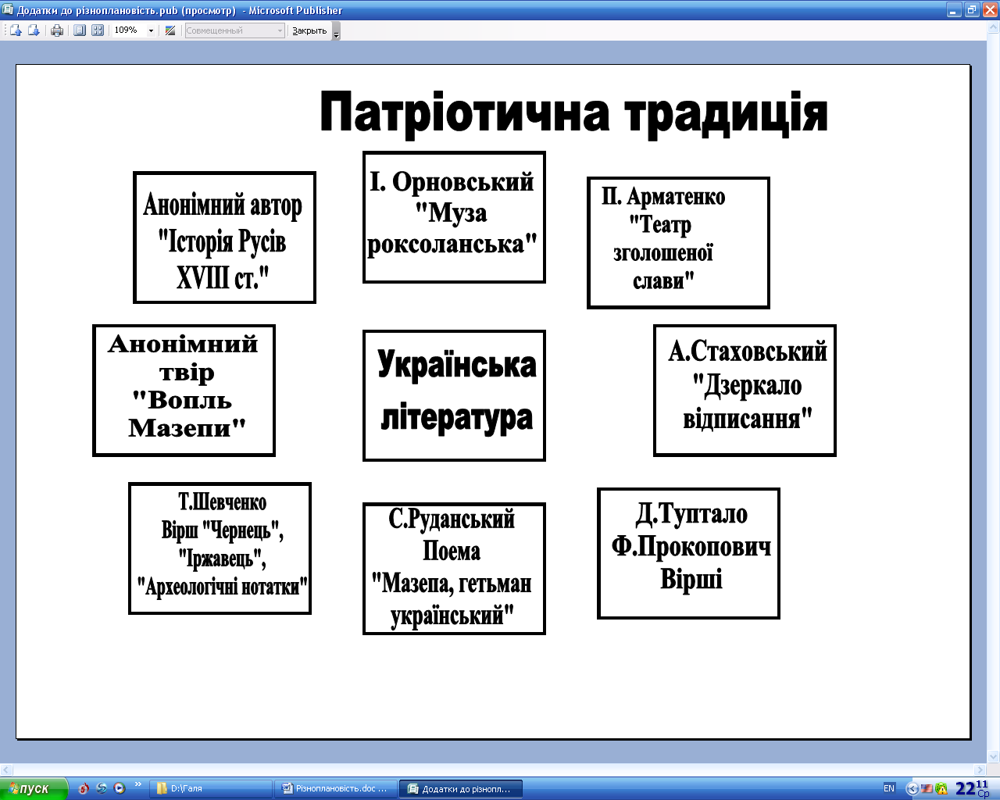 Додатки до різноплановість.pub (просмотр) - Microsoft Publisher
109%
Совмещенный
Закрыть
Патріотична традиція
Анонімний автор
"Історія Русів
XVIII ст."
І. Орновський
"Муза
роксоланська"
П. Арматенко
"Театр
зголошеної
слави"
Анонімний
твір
"Вопль
Мазепи"
Українська
література
А.Стаховський
"Дзеркало
відписання"
Т.Шевченко
Вірш "Чернець",
"Іржавець",
"Археологічні нотатки"
С.Руданський
Поема
"Мазепа, гетьман
український"
Д.Туптало
Ф.Прокопович
Вірші
пуск
D:\Галя
Різноплановість.doc ...
Додатки до різнопл...
EN
22 11
Ср